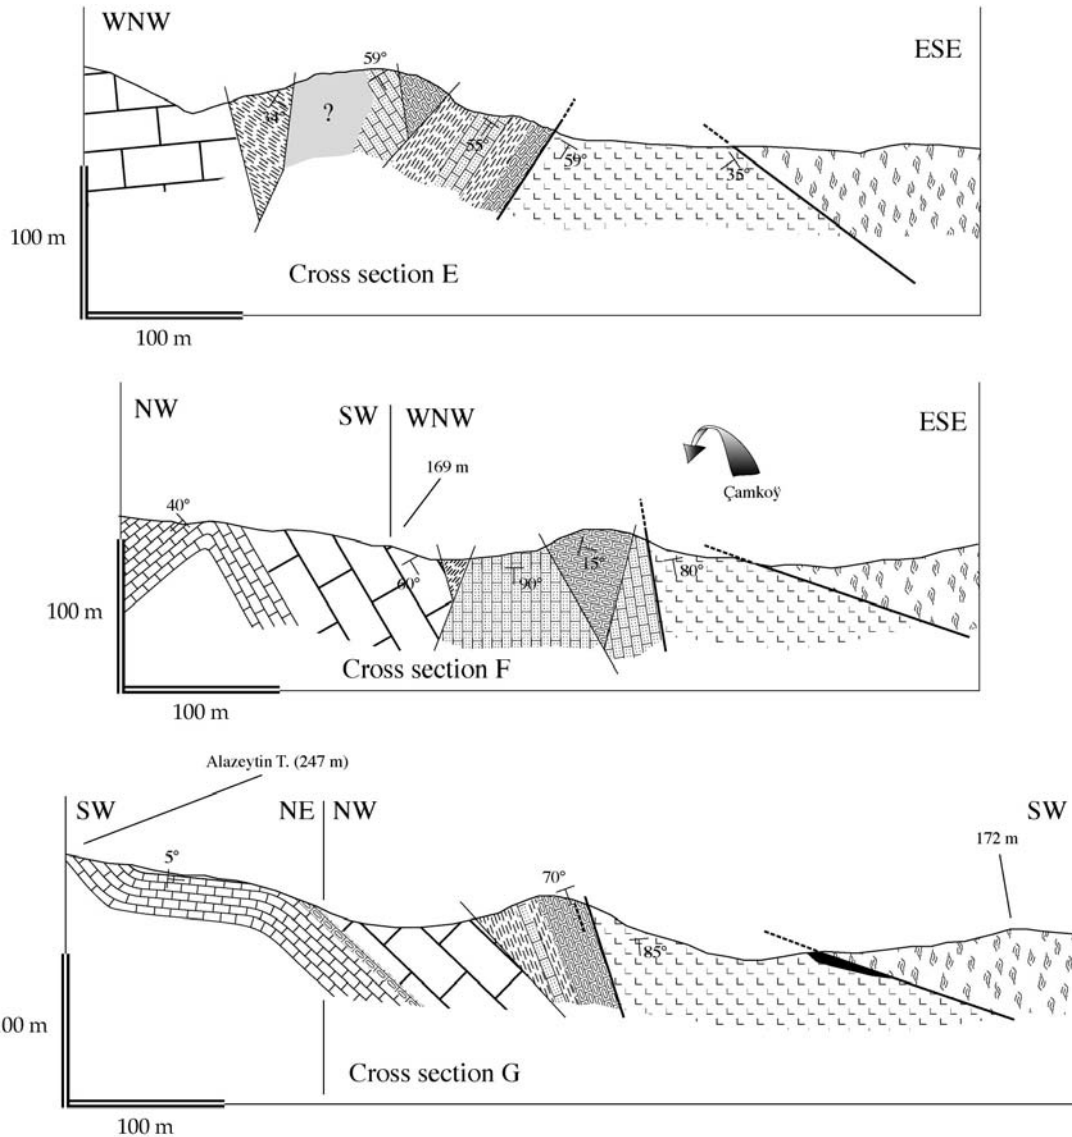 WNW
ESE
59°
?
55°
59°
35°
100 m
Cross section E
100 m
NW
SW
WNW
ESE
169 m
Çamkoÿ
40°
60°
90°
15°
80°
100 m
Cross section F
100 m
Alazeytin T. (247 m)
SW
NE
NW
SW
172 m
5°
70°
85°
00 m
Cross section G
100 m